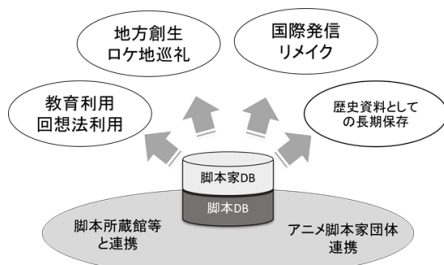 地方創生
ロケ地巡礼
国際発信
リメイク
教育利用
回想法利用
歴史資料として
の長期保存
脚本家DB
脚本DB
脚本所蔵館等
と連携
アニメ脚本家団体
連携